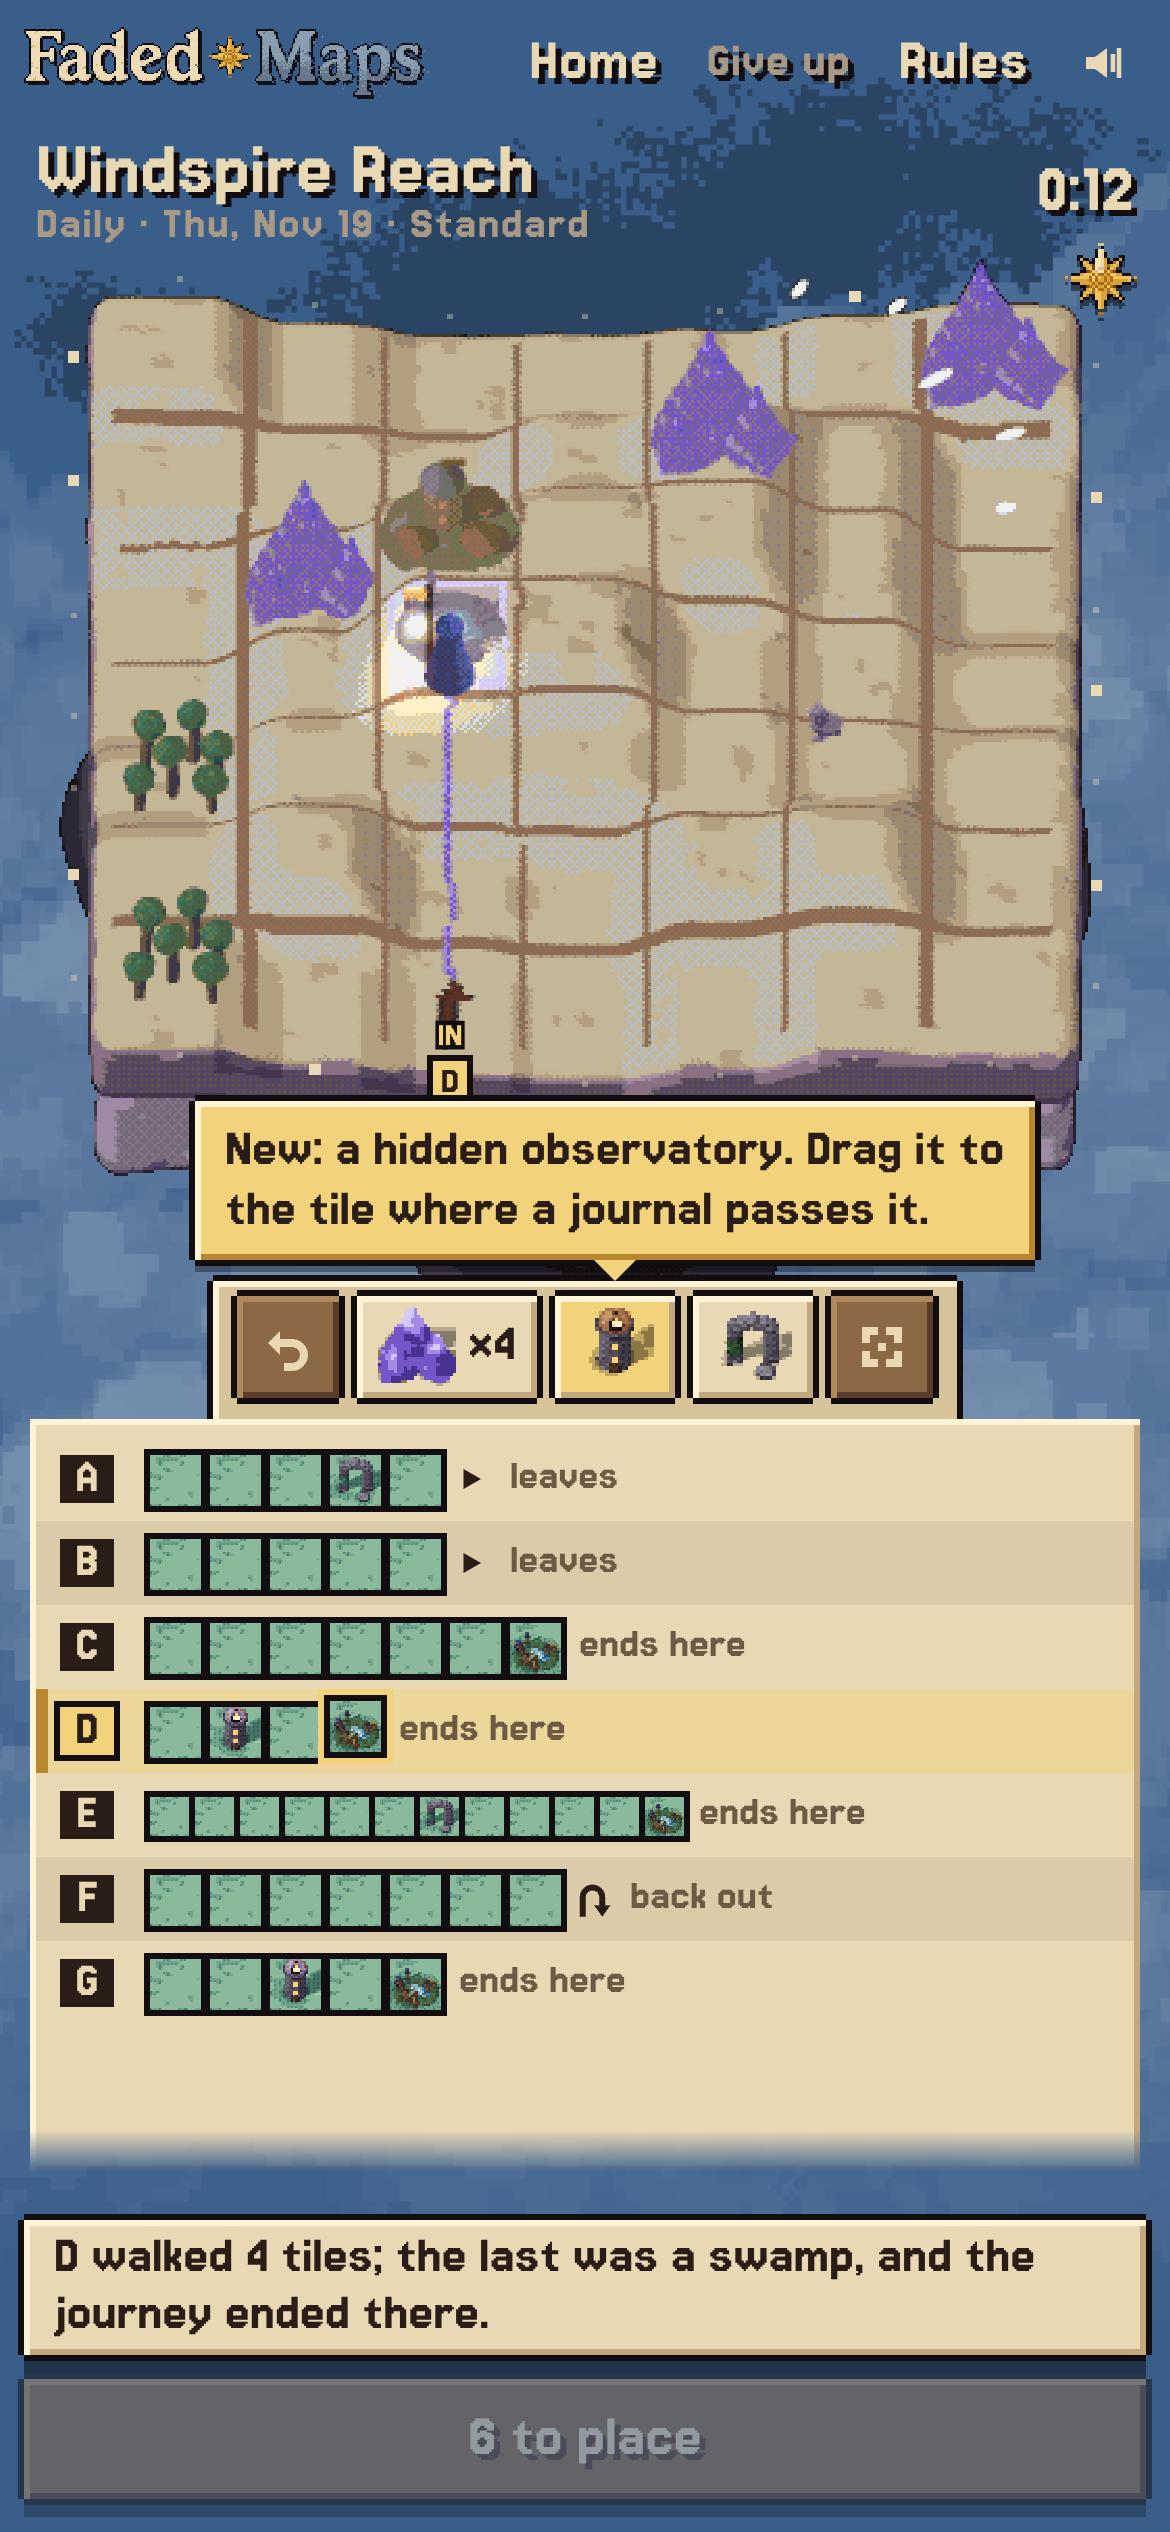 Faded Maps
Home Give up Rules
Windspire Reach
Daily · Thu, Nov 19 · Standard
0:12
IN
D
New: a hidden observatory. Drag it to
the tile where a journal passes it.
×4
A leaves
B leaves
C ends here
D ends here
E ends here
F back out
G ends here
D walked 4 tiles; the last was a swamp, and the
journey ended there.
6 to place